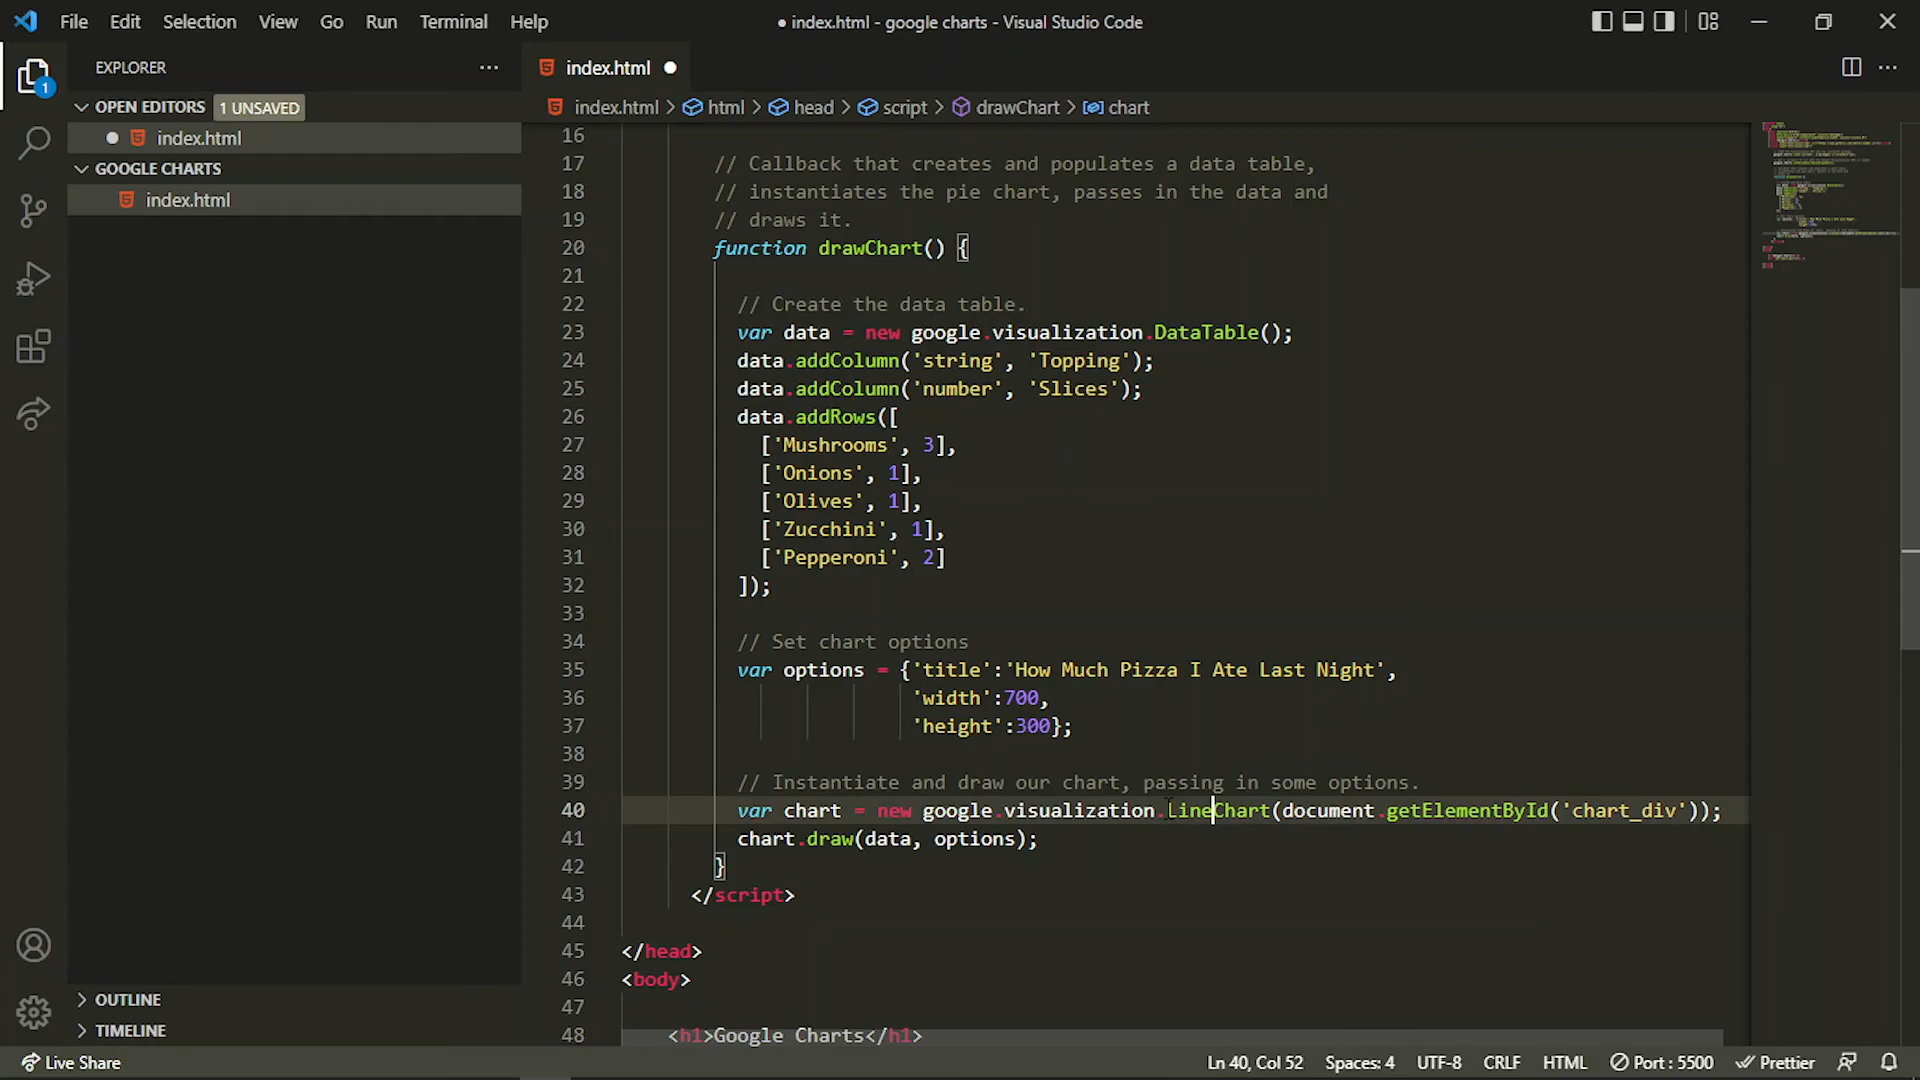 File Edit Selection View Go Run Terminal Help
● index.html - google charts - Visual Studio Code
EXPLORER
index.html
OPEN EDITORS 1 UNSAVED
index.html
GOOGLE CHARTS
index.html
OUTLINE
TIMELINE
1
index.html > html > head > script > drawChart > chart
16
17 // Callback that creates and populates a data table,
18 // instantiates the pie chart, passes in the data and
19 // draws it.
20 function drawChart() {
21
22 // Create the data table.
23 var data = new google.visualization.DataTable();
24 data.addColumn('string', 'Topping');
25 data.addColumn('number', 'Slices');
26 data.addRows([
27 ['Mushrooms', 3],
28 ['Onions', 1],
29 ['Olives', 1],
30 ['Zucchini', 1],
31 ['Pepperoni', 2]
32 ]);
33
34 // Set chart options
35 var options = {'title':'How Much Pizza I Ate Last Night',
36 'width':700,
37 'height':300};
38
39 // Instantiate and draw our chart, passing in some options.
40 var chart = new google.visualization.LineChart(document.getElementById('chart_div'));
41 chart.draw(data, options);
42 }
43 </script>
44
45 </head>
46 <body>
47
48 <h1>Google Charts</h1>
Live Share
Ln 40, Col 52 Spaces: 4 UTF-8 CRLF HTML Port : 5500 Prettier